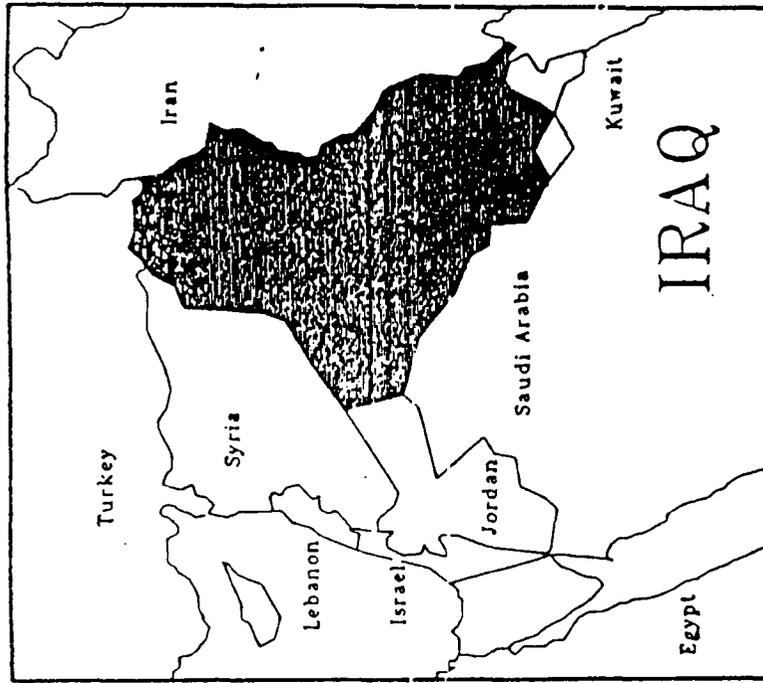 Turkey
Iran
Syria
Lebanon
Israel
Jordan
Saudi Arabia
Kuwait
Egypt
IRAQ